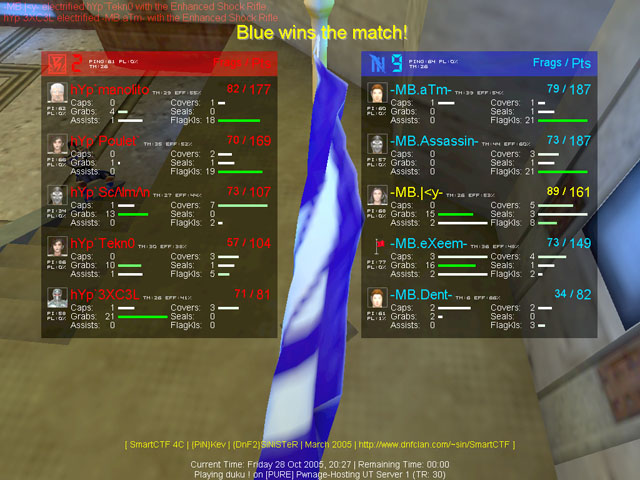 -MB.|<y- electrified hYp`Tekn0 with the Enhanced Shock Rifle
hYp`3XC3L electrified -MB.aTm- with the Enhanced Shock Rifle
Blue wins the match!
2 Frags / Pts
hYp`manolito 82 / 177
Caps: 0 Covers: 1
Grabs: 4 Seals: 0
Assists: 1 FlagKls: 18
hYp`Poulet 70 / 169
Caps: 0 Covers: 2
Grabs: 1 Seals: 2
Assists: 0 FlagKls: 19
73 / 107
Caps: 1 Covers: 7
Grabs: 13 Seals: 0
Assists: 1 FlagKls: 2
hYp`Tekn0 57 / 104
Caps: 0 Covers: 3
Grabs: 10 Seals: 1
Assists: 1 FlagKls: 5
hYp`3XC3L 71 / 81
Caps: 1 Covers: 3
Grabs: 21 Seals: 0
Assists: 0 FlagKls: 0
9 Frags / Pts
-MB.aTm- 79 / 187
Caps: 1 Covers: 0
Grabs: 0 Seals: 0
Assists: 0 FlagKls: 21
-MB.Assassin- 73 / 187
Caps: 0 Covers: 3
Grabs: 0 Seals: 1
Assists: 0 FlagKls: 21
-MB.|<y- 89 / 161
Caps: 1 Covers: 5
Grabs: 15 Seals: 3
Assists: 2 FlagKls: 8
-MB.eXeem- 73 / 149
Caps: 3 Covers: 4
Grabs: 16 Seals: 0
Assists: 3 FlagKls: 2
-MB.Dent- 34 / 82
Caps: 2 Covers: 0
Grabs: 2 Seals: 0
Assists: 0 FlagKls: 3
[ SmartCTF 4C | {PiN}Kev | {DnF2}SiNiSTeR | March 2005 | http://www.dnfclan.com/~sin/SmartCTF ]
Current Time: Friday 28 Oct 2005, 20:27 | Remaining Time: 00:00
Playing duku ! on [PURE] Pwnage-Hosting UT Server 1 (TR: 30)